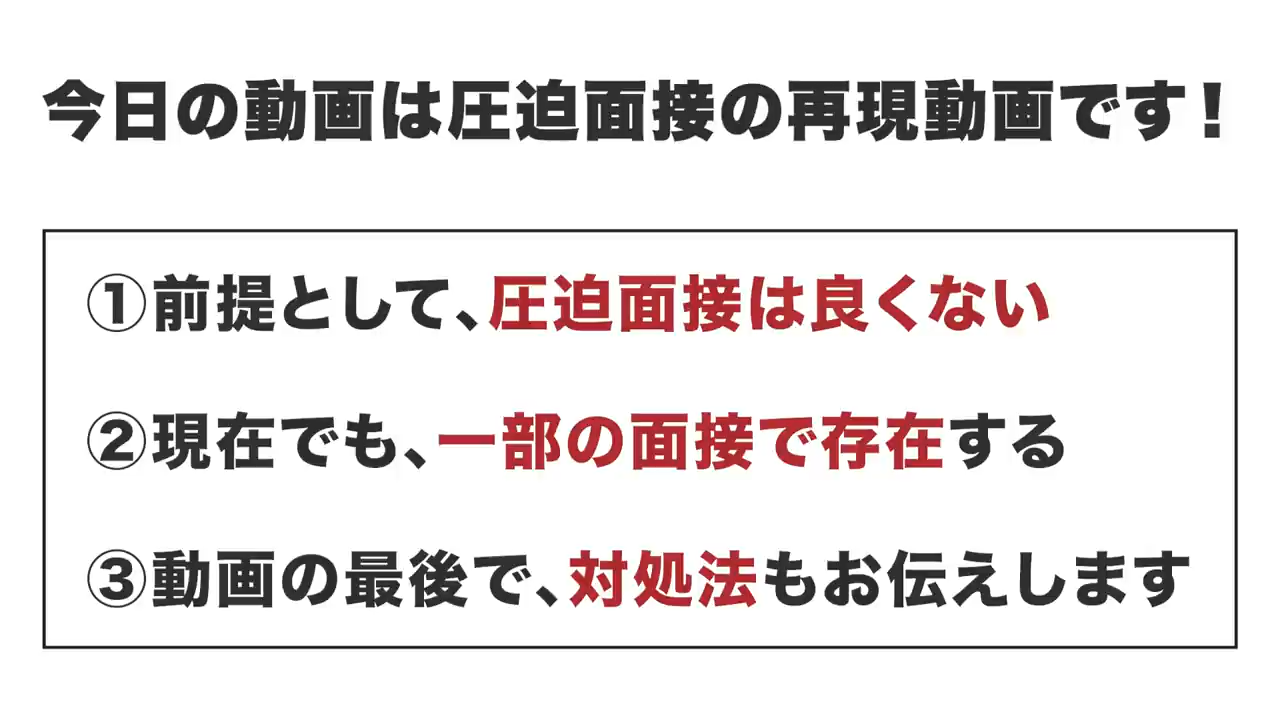 今日の動画は圧迫面接の再現動画です！
①前提として、圧迫面接は良くない
②現在でも、一部の面接で存在する
③動画の最後で、対処法もお伝えします